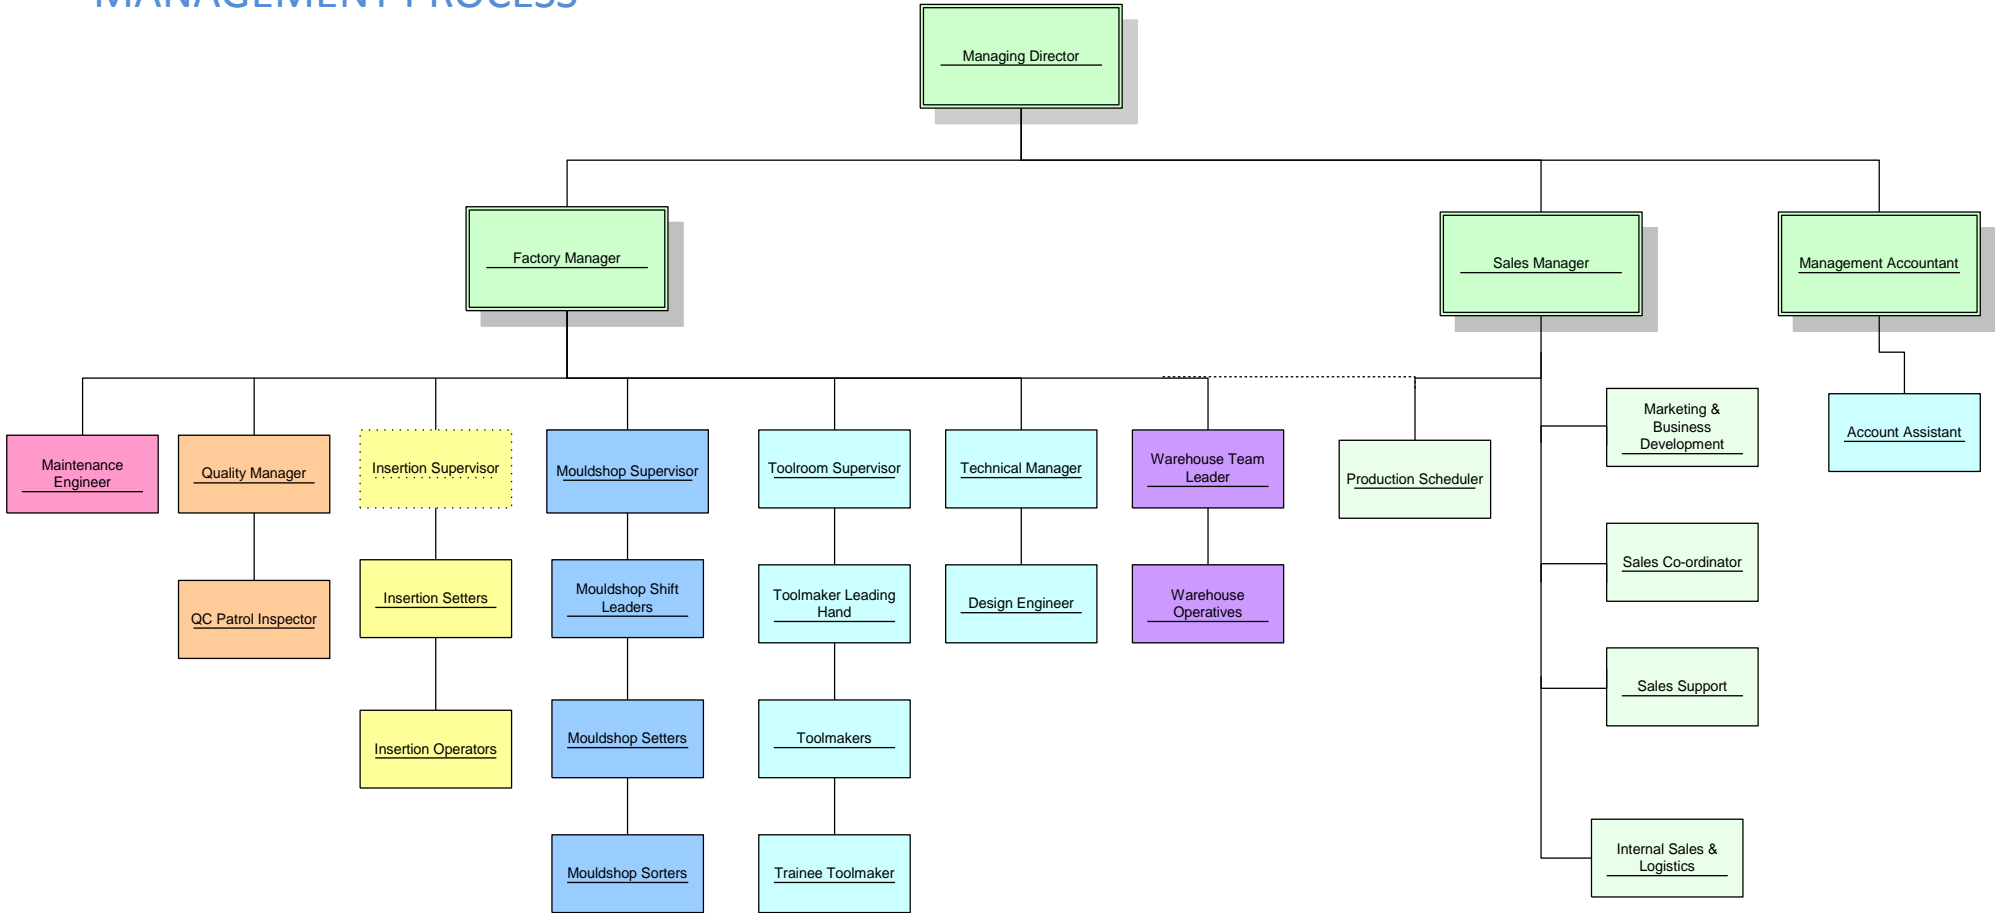 MANAGEMENT PROCESS
Managing Director
Factory Manager
Sales Manager
Management Accountant
Maintenance
Engineer
Quality Manager
Insertion Supervisor
Mouldshop Supervisor
Toolroom Supervisor
Technical Manager
Warehouse Team
Leader
Production Scheduler
Marketing &
Business
Development
Account Assistant
QC Patrol Inspector
Insertion Setters
Mouldshop Shift
Leaders
Toolmaker Leading
Hand
Design Engineer
Warehouse
Operatives
Sales Co-ordinator
Insertion Operators
Mouldshop Setters
Toolmakers
Sales Support
Mouldshop Sorters
Trainee Toolmaker
Internal Sales &
Logistics